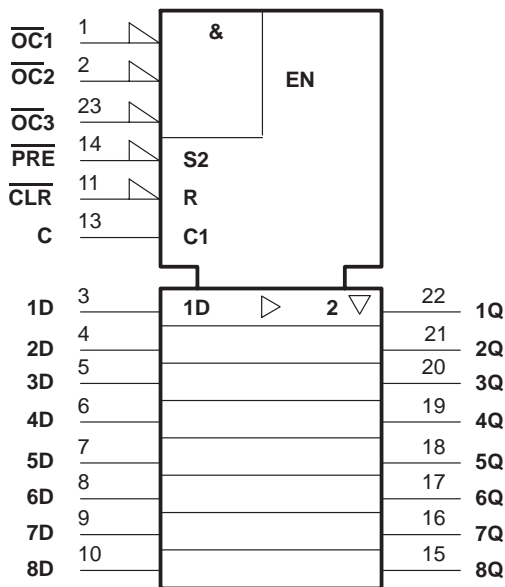 OC1 1 &
OC2 2 EN
OC3 23
PRE 14 S2
CLR 11 R
C 13 C1
1D 3 1D 2 22 1Q
2D 4 21 2Q
3D 5 20 3Q
4D 6 19 4Q
5D 7 18 5Q
6D 8 17 6Q
7D 9 16 7Q
8D 10 15 8Q